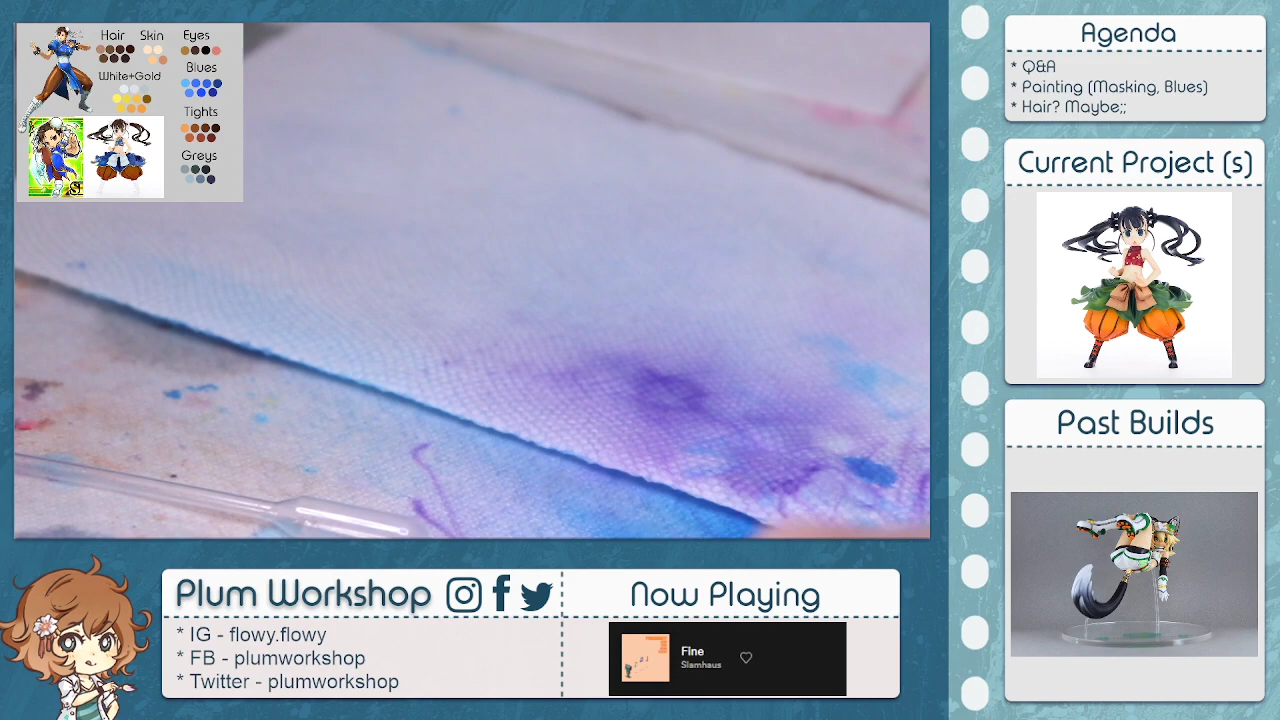 Hair Skin Eyes
White+Gold
Blues
Tights
Greys
Agenda
* Q&A
* Painting (Masking, Blues)
* Hair? Maybe;;
Current Project (s)
Past Builds
Plum Workshop
* IG - flowy.flowy
* FB - plumworkshop
* Twitter - plumworkshop
Now Playing
FIne
Slamhaus